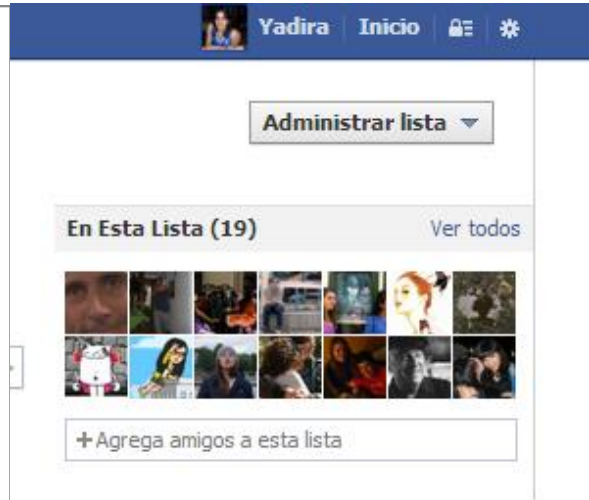 Yadira Inicio
Administrar lista
En Esta Lista (19) Ver todos
+Agrega amigos a esta lista